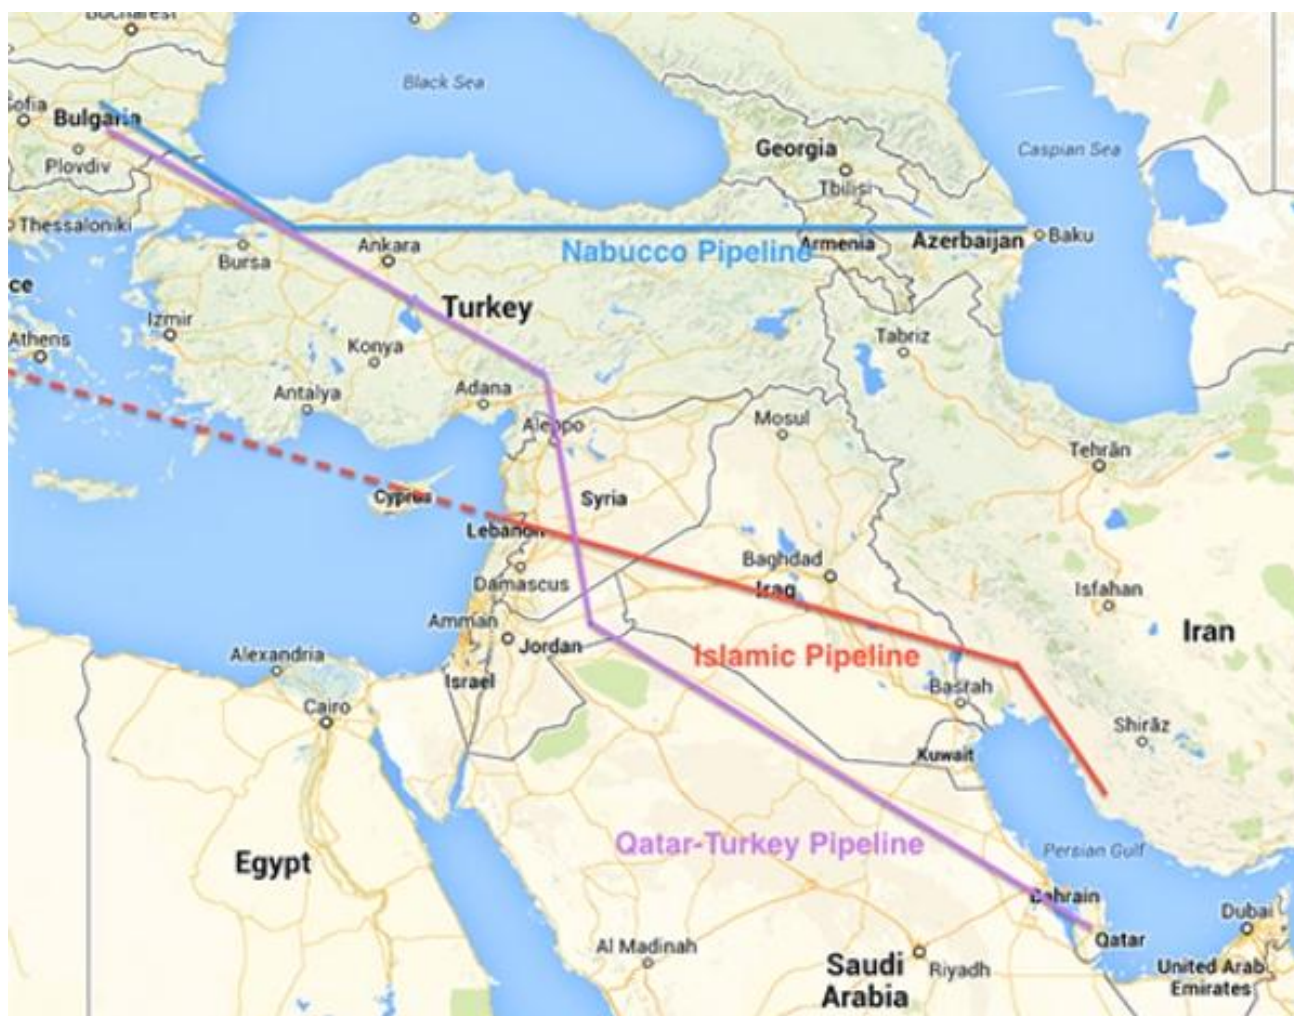 Bucharest
Black Sea
Sofia
Bulgaria
Plovdiv
Georgia
Tbilisi
Caspian Sea
Thessaloniki
Ankara
Bursa
Nabucco Pipeline
Armenia
Azerbaijan
Baku
ce
Turkey
Izmir
Athens
Konya
Tabriz
Antalya
Adana
Aleppo
Mosul
Tehrān
Cyprus
Syria
Lebanon
Baghdad
Iraq
Damascus
Isfahan
Amman
Jordan
Iran
Alexandria
Islamic Pipeline
Israel
Basrah
Cairo
Shirāz
Kuwait
Qatar-Turkey Pipeline
Persian Gulf
Egypt
Bahrain
Dubai
Qatar
Al Madinah
Saudi
Arabia
Riyadh
United Arab
Emirates